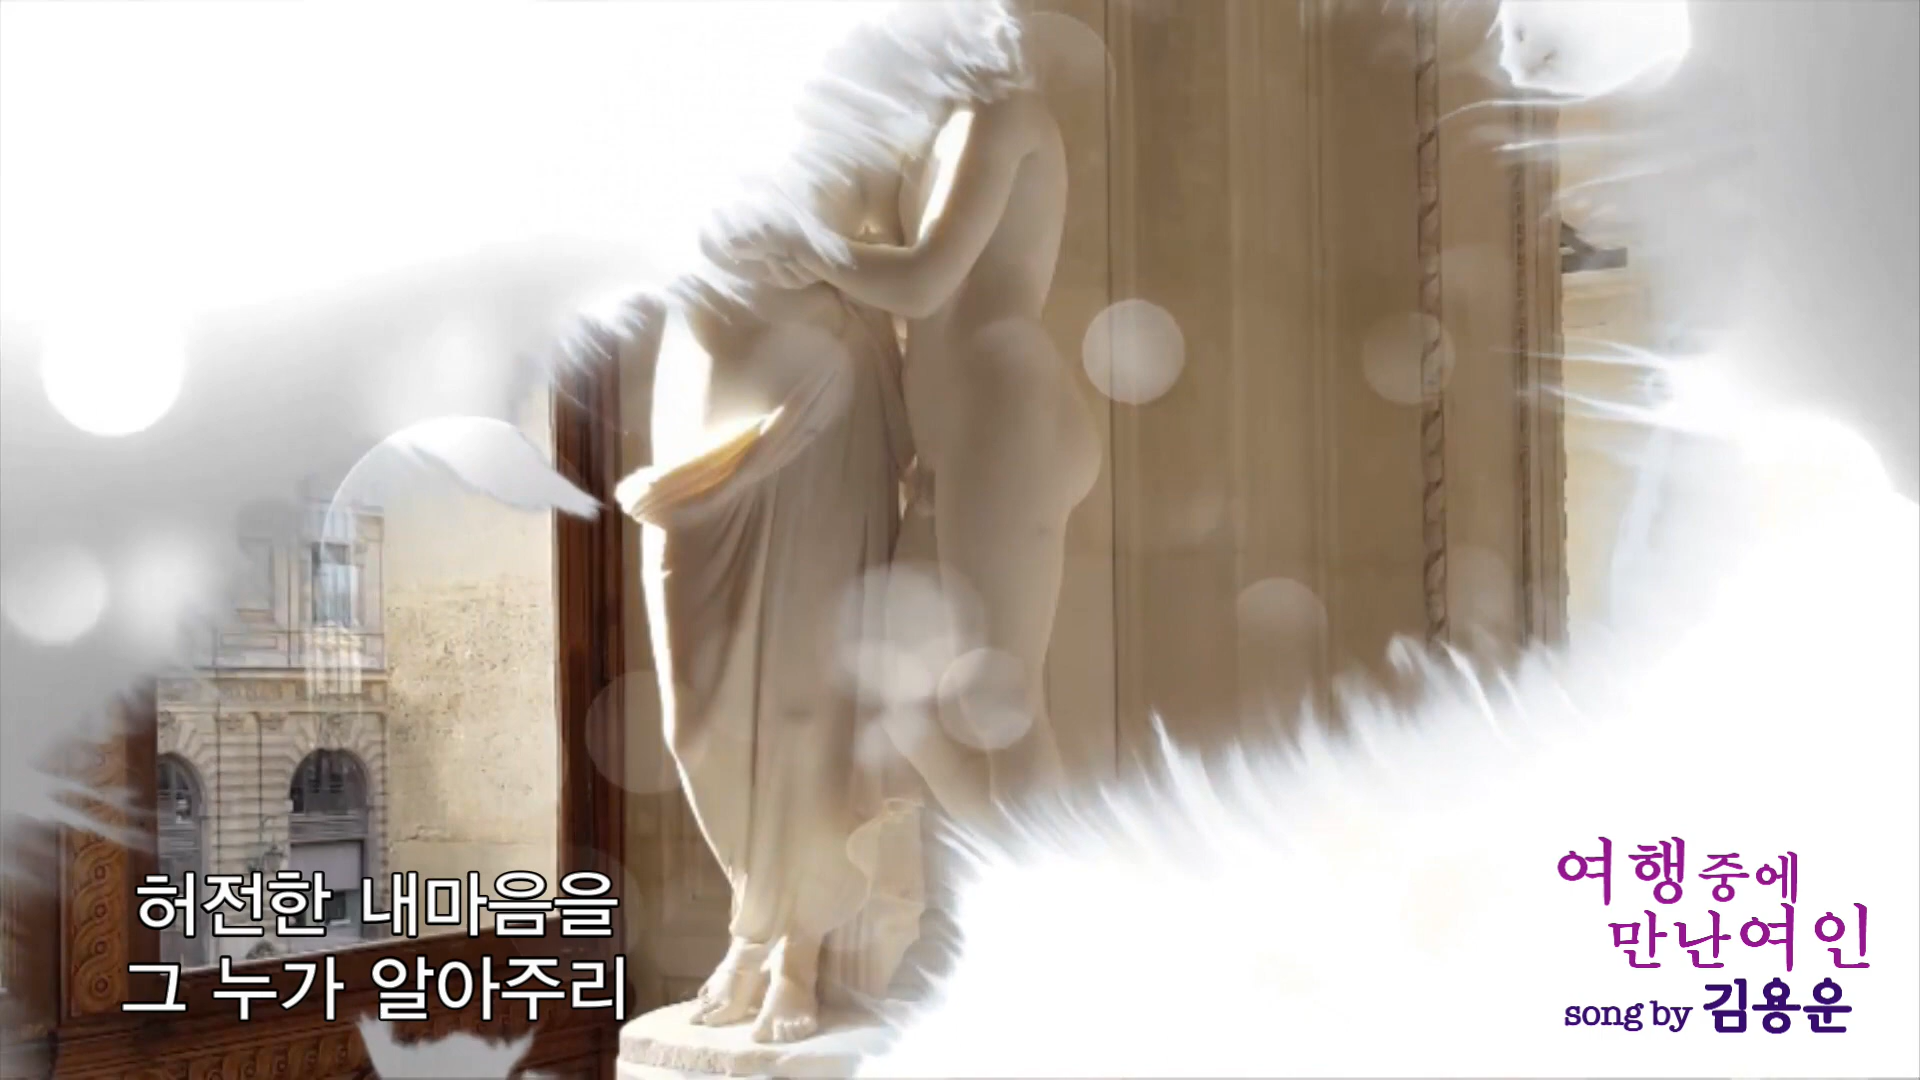 허전한 내마음을
그 누가 알아주리
여행중에
만난여인
song by 김용운